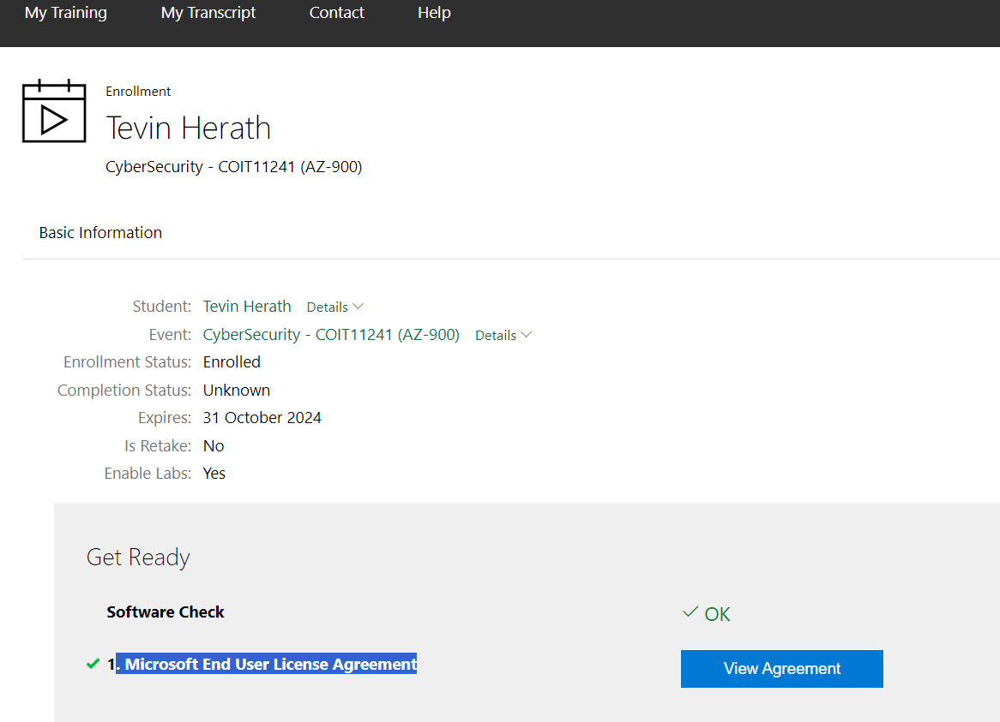 My Training My Transcript Contact Help
Enrollment
Tevin Herath
CyberSecurity - COIT11241 (AZ-900)
Basic Information
Student: Tevin Herath Details
Event: CyberSecurity - COIT11241 (AZ-900) Details
Enrollment Status: Enrolled
Completion Status: Unknown
Expires: 31 October 2024
Is Retake: No
Enable Labs: Yes
Get Ready
Software Check OK
1. Microsoft End User License Agreement View Agreement